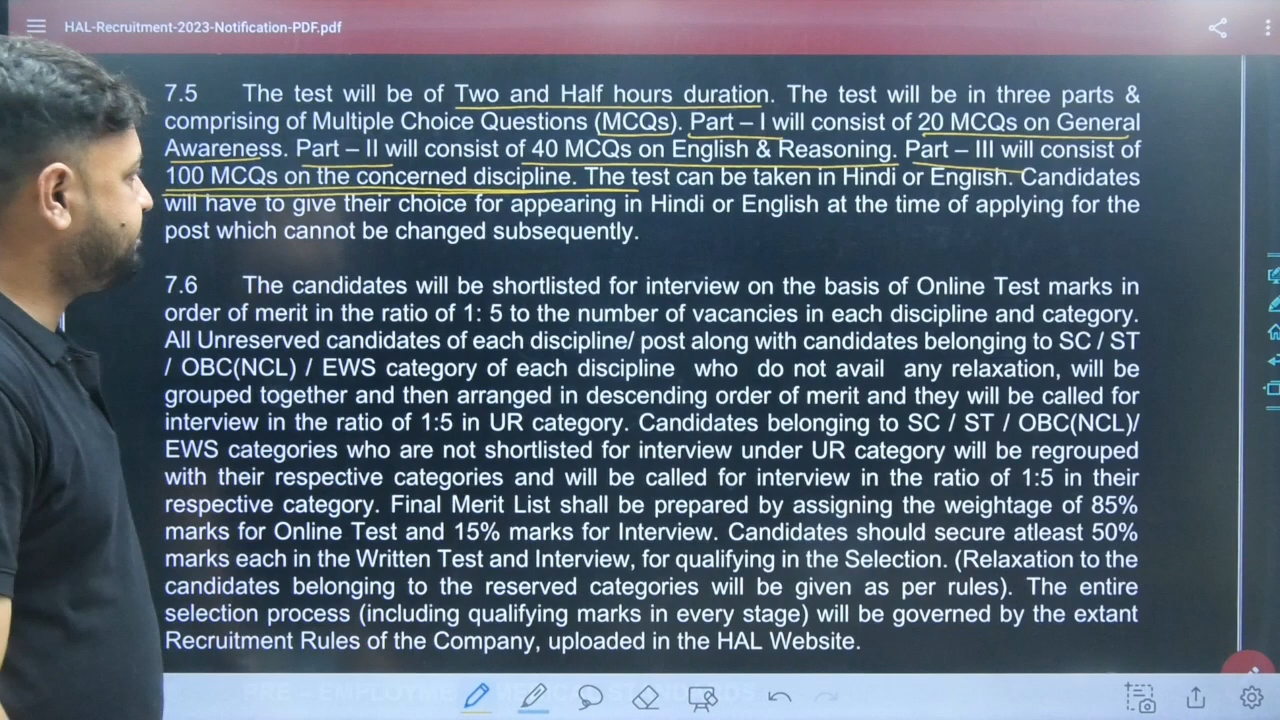 HAL-Recruitment-2023-Notification-PDF.pdf
7.5 The test will be of Two and Half hours duration. The test will be in three parts &
comprising of Multiple Choice Questions (MCQs). Part – I will consist of 20 MCQs on General
Awareness. Part – II will consist of 40 MCQs on English & Reasoning. Part – III will consist of
100 MCQs on the concerned discipline. The test can be taken in Hindi or English. Candidates
will have to give their choice for appearing in Hindi or English at the time of applying for the
post which cannot be changed subsequently.
7.6 The candidates will be shortlisted for interview on the basis of Online Test marks in
order of merit in the ratio of 1: 5 to the number of vacancies in each discipline and category.
All Unreserved candidates of each discipline/ post along with candidates belonging to SC / ST
/ OBC(NCL) / EWS category of each discipline who do not avail any relaxation, will be
grouped together and then arranged in descending order of merit and they will be called for
interview in the ratio of 1:5 in UR category. Candidates belonging to SC / ST / OBC(NCL)/
EWS categories who are not shortlisted for interview under UR category will be regrouped
with their respective categories and will be called for interview in the ratio of 1:5 in their
respective category. Final Merit List shall be prepared by assigning the weightage of 85%
marks for Online Test and 15% marks for Interview. Candidates should secure atleast 50%
marks each in the Written Test and Interview, for qualifying in the Selection. (Relaxation to the
candidates belonging to the reserved categories will be given as per rules). The entire
selection process (including qualifying marks in every stage) will be governed by the extant
Recruitment Rules of the Company, uploaded in the HAL Website.